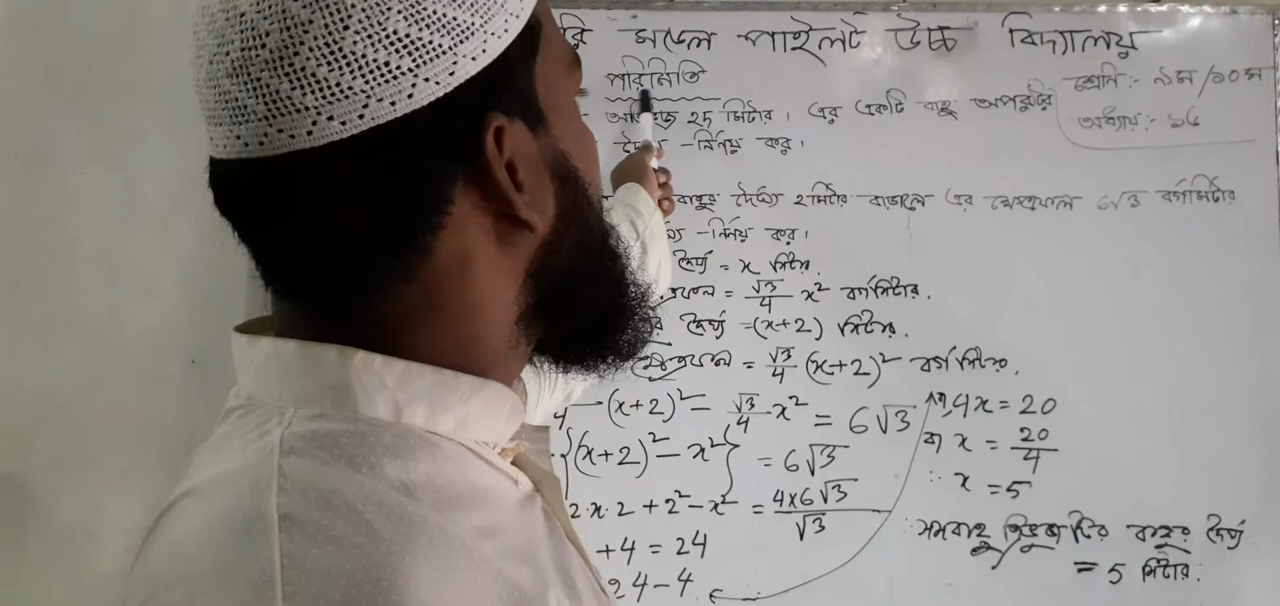 রি মডেল পাইলট উচ্চ বিদ্যালয়
পরিমিতি
শ্রেণি:- ৯ম/১০ম
অধ্যায়:- ১৬
২৫ মিটার। এর একটি বাহু অপরটির
নির্ণয় কর।
বাহুর দৈর্ঘ্য ২মিটার বাড়ালে এর ক্ষেত্রফল 6√3 বর্গমিটার
নির্ণয় কর।
দৈর্ঘ্য = x মিটার.
= √3/4 x² বর্গমিটার.
দৈর্ঘ্য =(x+2) মিটার.
ক্ষেত্রফল = √3/4 (x+2)² বর্গ মিটার.
(x+2)² - √3/4 x² = 6√3
{(x+2)² - x²} = 6√3
2·x·2 + 2² - x² = 4×6√3/√3
+4 = 24
24-4
বা, 4x = 20
বা x = 20/4
∴ x = 5
∴ সমবাহু ত্রিভুজটির বাহুর দৈর্ঘ্য
= 5 মিটার.